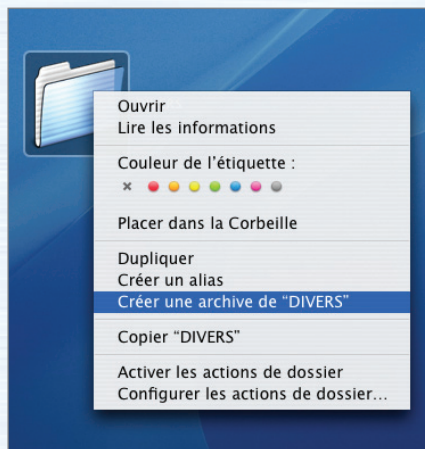 Ouvrir
Lire les informations
Couleur de l'étiquette :
Placer dans la Corbeille
Dupliquer
Créer un alias
Créer une archive de “DIVERS”
Copier “DIVERS”
Activer les actions de dossier
Configurer les actions de dossier...